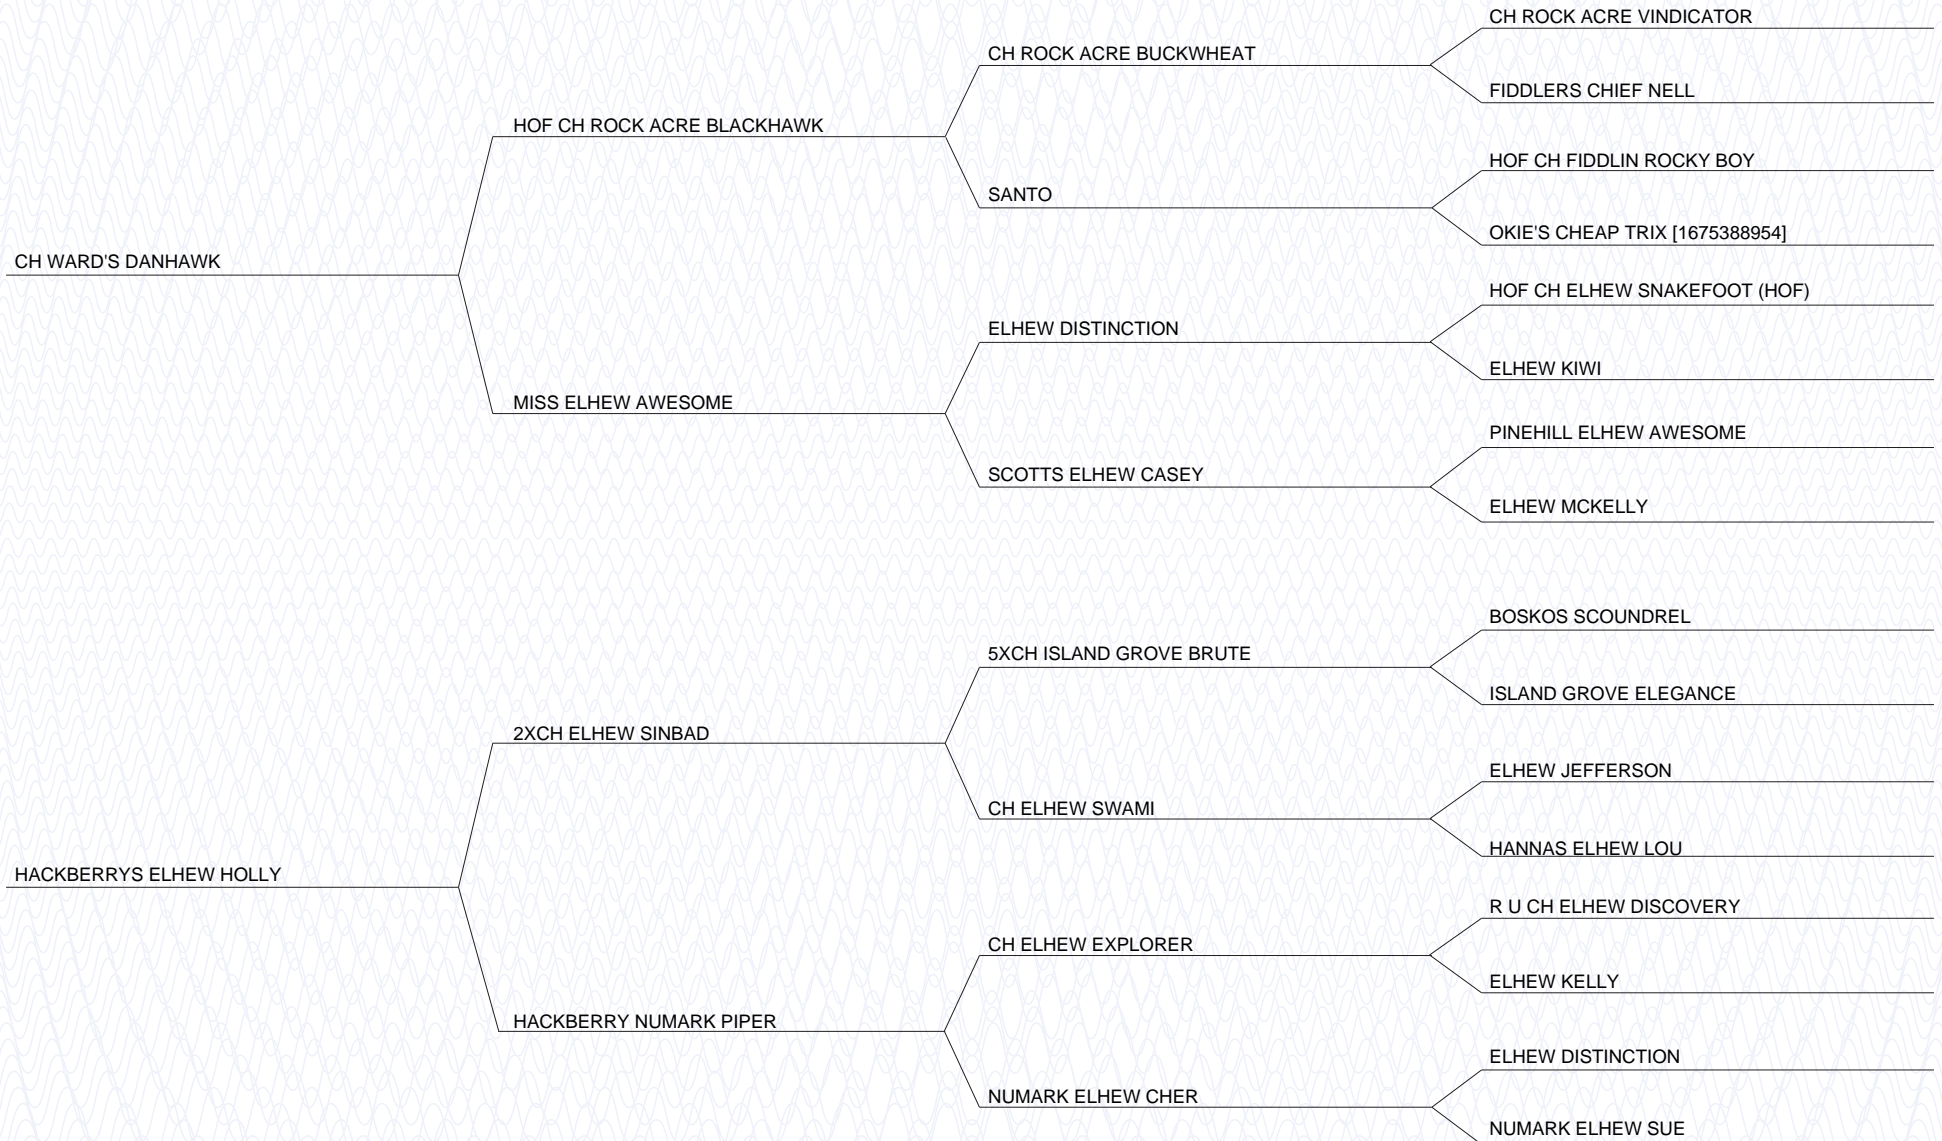 CH ROCK ACRE VINDICATOR
CH ROCK ACRE BUCKWHEAT
FIDDLERS CHIEF NELL
HOF CH ROCK ACRE BLACKHAWK
HOF CH FIDDLIN ROCKY BOY
SANTO
OKIE'S CHEAP TRIX [1675388954]
CH WARD'S DANHAWK
HOF CH ELHEW SNAKEFOOT (HOF)
ELHEW DISTINCTION
ELHEW KIWI
MISS ELHEW AWESOME
PINEHILL ELHEW AWESOME
SCOTTS ELHEW CASEY
ELHEW MCKELLY
BOSKOS SCOUNDREL
5XCH ISLAND GROVE BRUTE
ISLAND GROVE ELEGANCE
2XCH ELHEW SINBAD
ELHEW JEFFERSON
CH ELHEW SWAMI
HANNAS ELHEW LOU
HACKBERRYS ELHEW HOLLY
R U CH ELHEW DISCOVERY
CH ELHEW EXPLORER
ELHEW KELLY
HACKBERRY NUMARK PIPER
ELHEW DISTINCTION
NUMARK ELHEW CHER
NUMARK ELHEW SUE